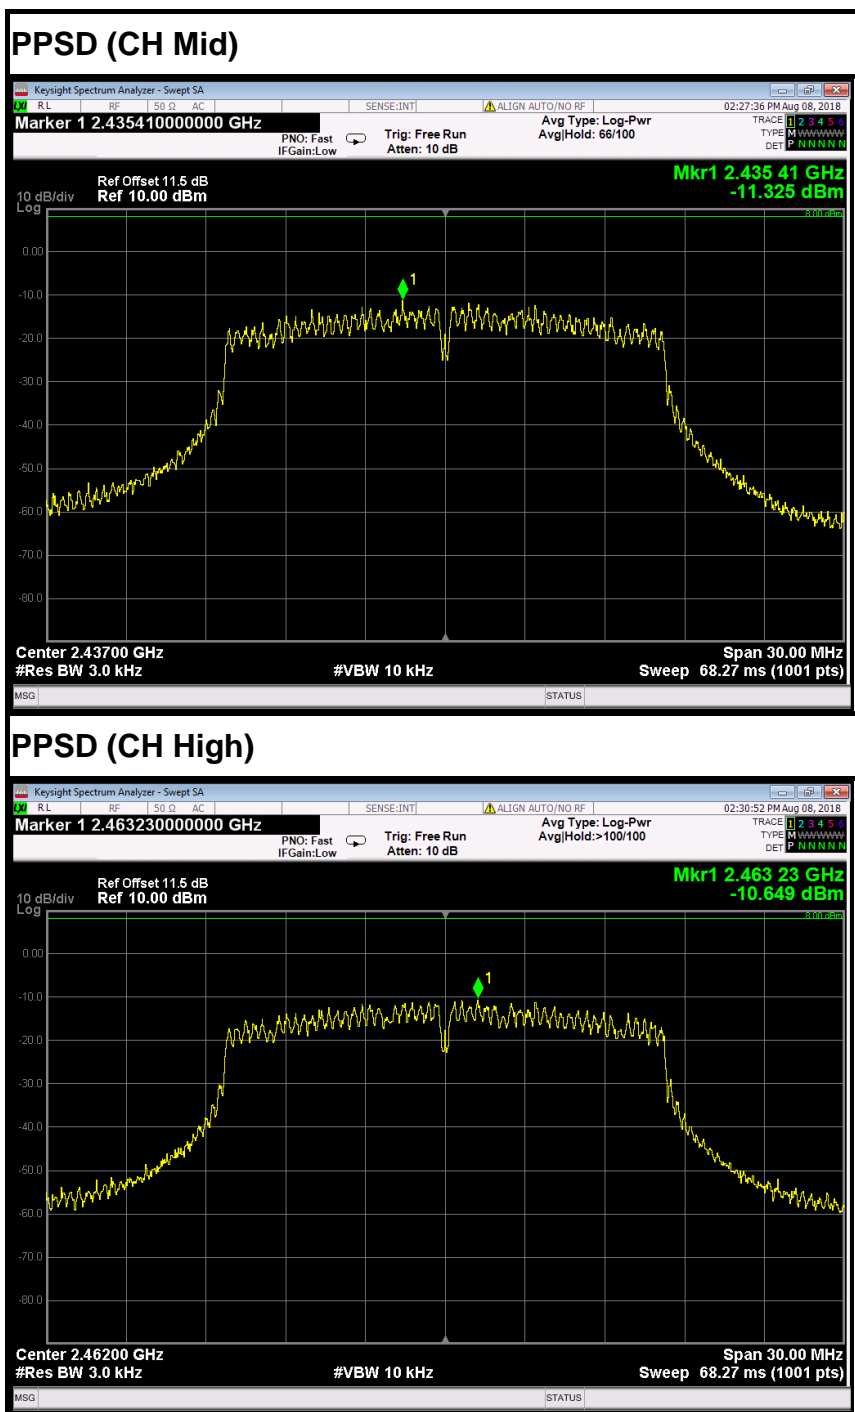 PPSD (CH Mid)
Keysight Spectrum Analyzer - Swept SA
LXI RL RF 50 Ω AC SENSE:INT ALIGN AUTO/NO RF 02:27:36 PM Aug 08, 2018
Marker 1 2.435410000000 GHz
PNO: Fast
IFGain:Low
Trig: Free Run
Atten: 10 dB
Avg Type: Log-Pwr
Avg|Hold: 66/100
TRACE 1 2 3 4 5 6
TYPE M WWWWW
DET P N N N N N
Mkr1 2.435 41 GHz
-11.325 dBm
Ref Offset 11.5 dB
10 dB/div Ref 10.00 dBm
Log
8.00 dBm
1
0.00
-10.0
-20.0
-30.0
-40.0
-50.0
-60.0
-70.0
-80.0
Center 2.43700 GHz Span 30.00 MHz
#Res BW 3.0 kHz #VBW 10 kHz Sweep 68.27 ms (1001 pts)
MSG STATUS
PPSD (CH High)
Keysight Spectrum Analyzer - Swept SA
LXI RL RF 50 Ω AC SENSE:INT ALIGN AUTO/NO RF 02:30:52 PM Aug 08, 2018
Marker 1 2.463230000000 GHz
PNO: Fast
IFGain:Low
Trig: Free Run
Atten: 10 dB
Avg Type: Log-Pwr
Avg|Hold:>100/100
TRACE 1 2 3 4 5 6
TYPE M WWWWW
DET P N N N N N
Mkr1 2.463 23 GHz
-10.649 dBm
Ref Offset 11.5 dB
10 dB/div Ref 10.00 dBm
Log
8.00 dBm
1
0.00
-10.0
-20.0
-30.0
-40.0
-50.0
-60.0
-70.0
-80.0
Center 2.46200 GHz Span 30.00 MHz
#Res BW 3.0 kHz #VBW 10 kHz Sweep 68.27 ms (1001 pts)
MSG STATUS